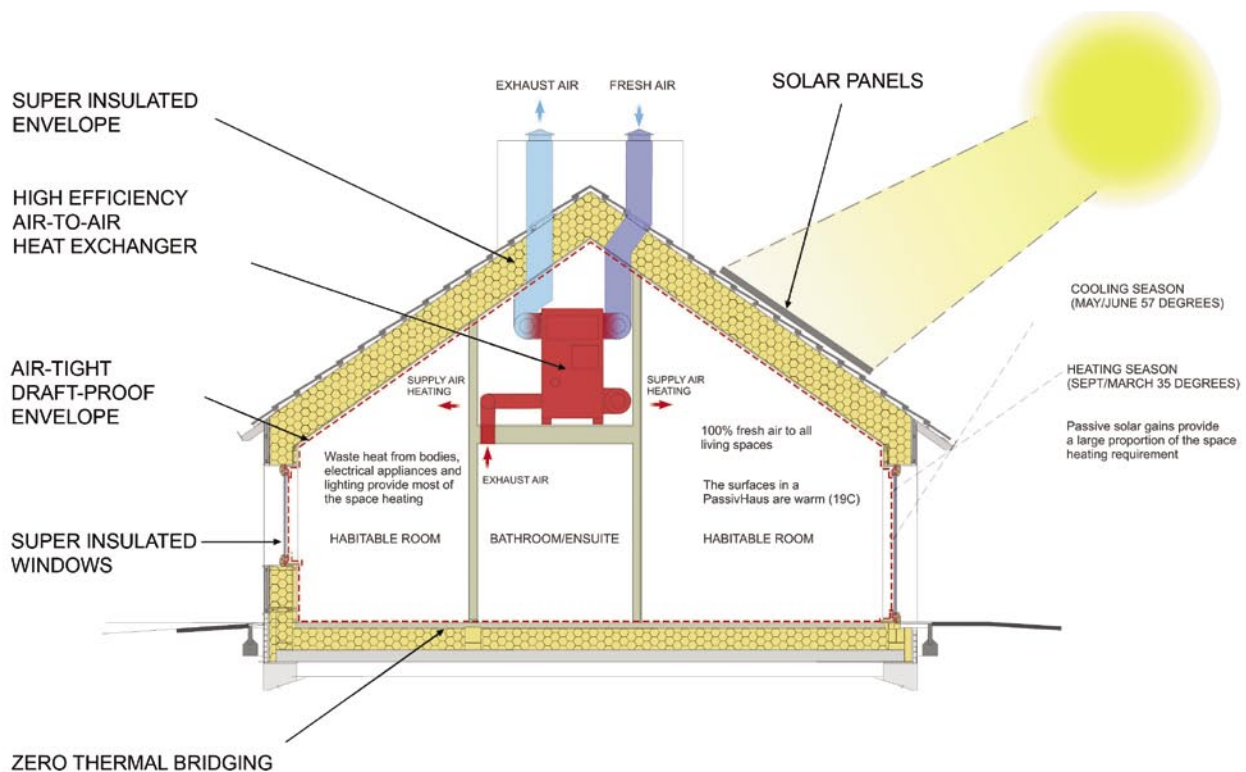 EXHAUST AIR
FRESH AIR
SOLAR PANELS
SUPER INSULATED
ENVELOPE
HIGH EFFICIENCY
AIR-TO-AIR
HEAT EXCHANGER
COOLING SEASON
(MAY/JUNE 57 DEGREES)
HEATING SEASON
(SEPT/MARCH 35 DEGREES)
Passive solar gains provide
a large proportion of the space
heating requirement
AIR-TIGHT
DRAFT-PROOF
ENVELOPE
SUPPLY AIR
HEATING
SUPPLY AIR
HEATING
Waste heat from bodies,
electrical appliances and
lighting provide most of
the space heating
EXHAUST AIR
100% fresh air to all
living spaces
The surfaces in a
PassivHaus are warm (19C)
SUPER INSULATED
WINDOWS
HABITABLE ROOM
BATHROOM/ENSUITE
HABITABLE ROOM
ZERO THERMAL BRIDGING